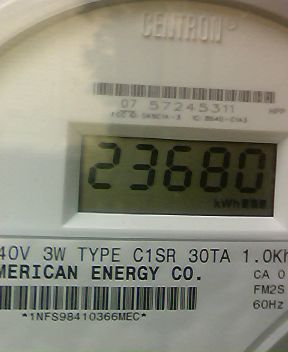 CENTRON®
07 57245311
23680
kWh
40V 3W TYPE C1SR 30TA 1.0Kh
MERICAN ENERGY CO.
CA 0
FM2S
60Hz
*1NFS98410366MEC*